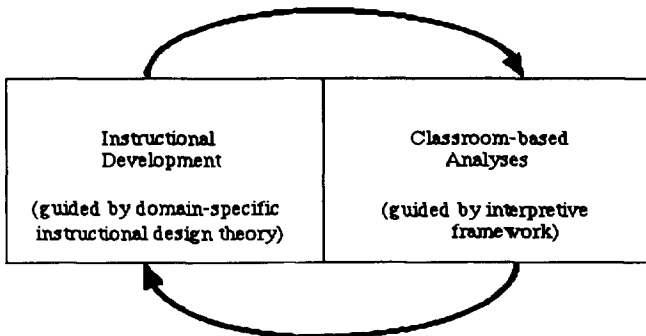 Instructional
Development
(guided by domain-specific
instructional design theory)
Classroom-based
Analyses
(guided by interpretive
framework)